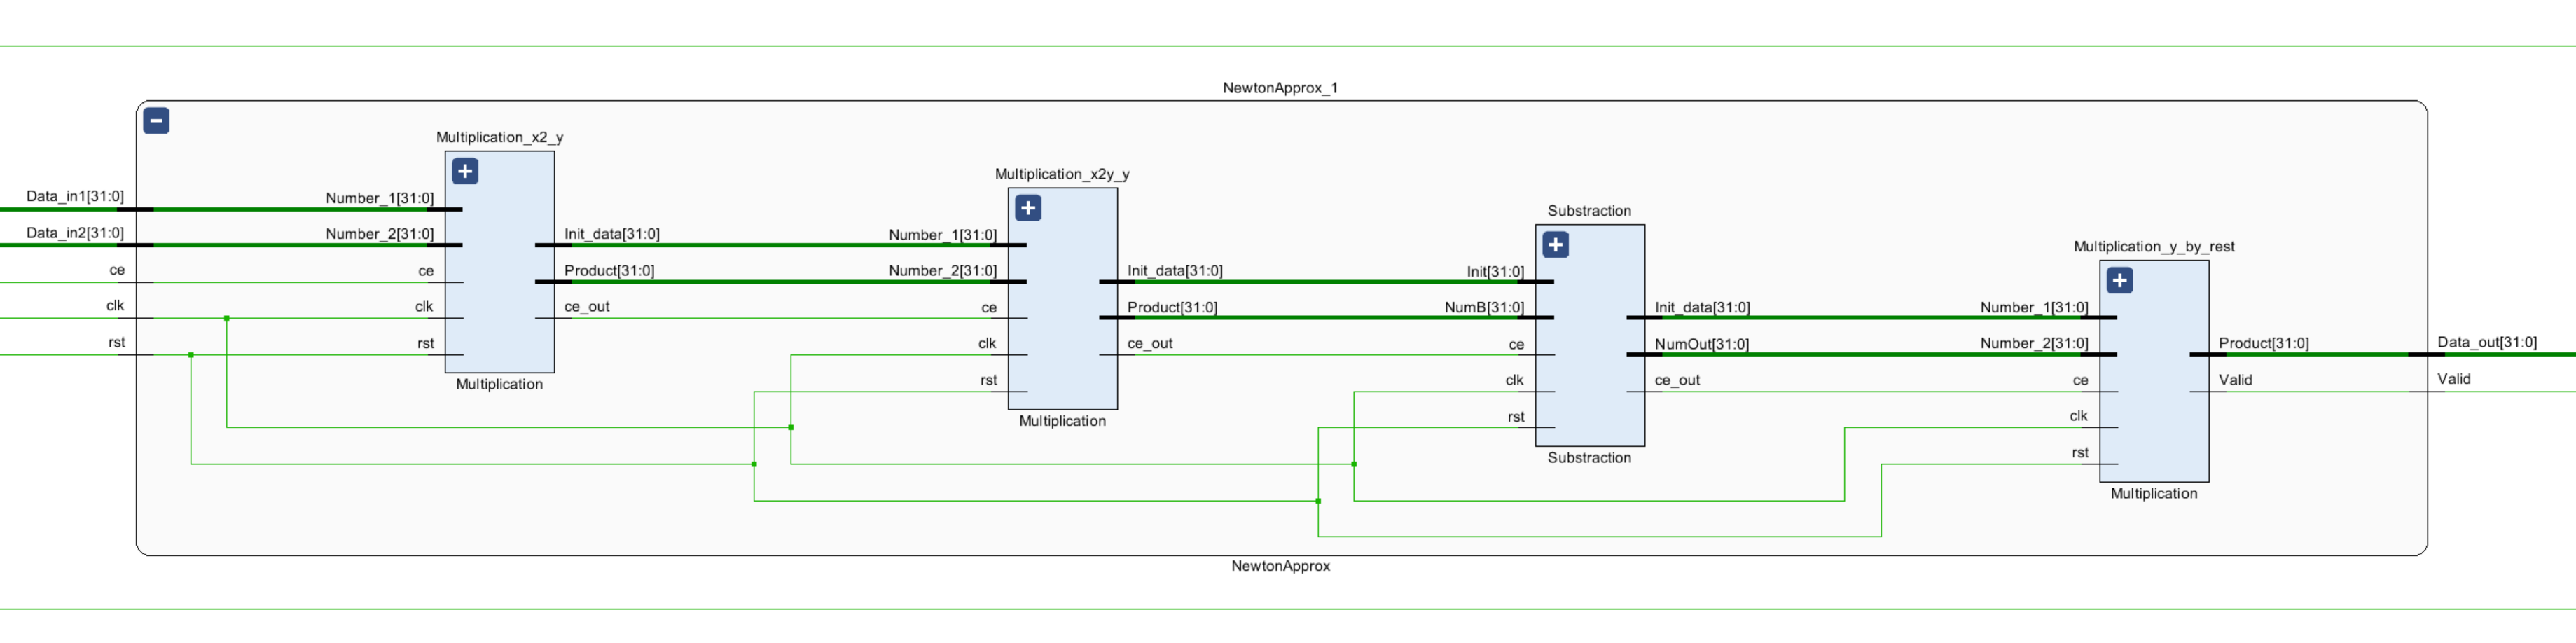 NewtonApprox_1
Multiplication_x2_y
Multiplication_x2y_y
Data_in1[31:0]
Number_1[31:0]
Substraction
Data_in2[31:0]
Number_2[31:0]
Init_data[31:0]
Number_1[31:0]
Multiplication_y_by_rest
ce
ce
Product[31:0]
Number_2[31:0]
Init_data[31:0]
Init[31:0]
clk
clk
ce_out
ce
Product[31:0]
NumB[31:0]
Init_data[31:0]
Number_1[31:0]
rst
rst
clk
ce_out
ce
NumOut[31:0]
Number_2[31:0]
Product[31:0]
Data_out[31:0]
Multiplication
rst
clk
ce_out
ce
Valid
Valid
Multiplication
rst
clk
Substraction
rst
Multiplication
NewtonApprox